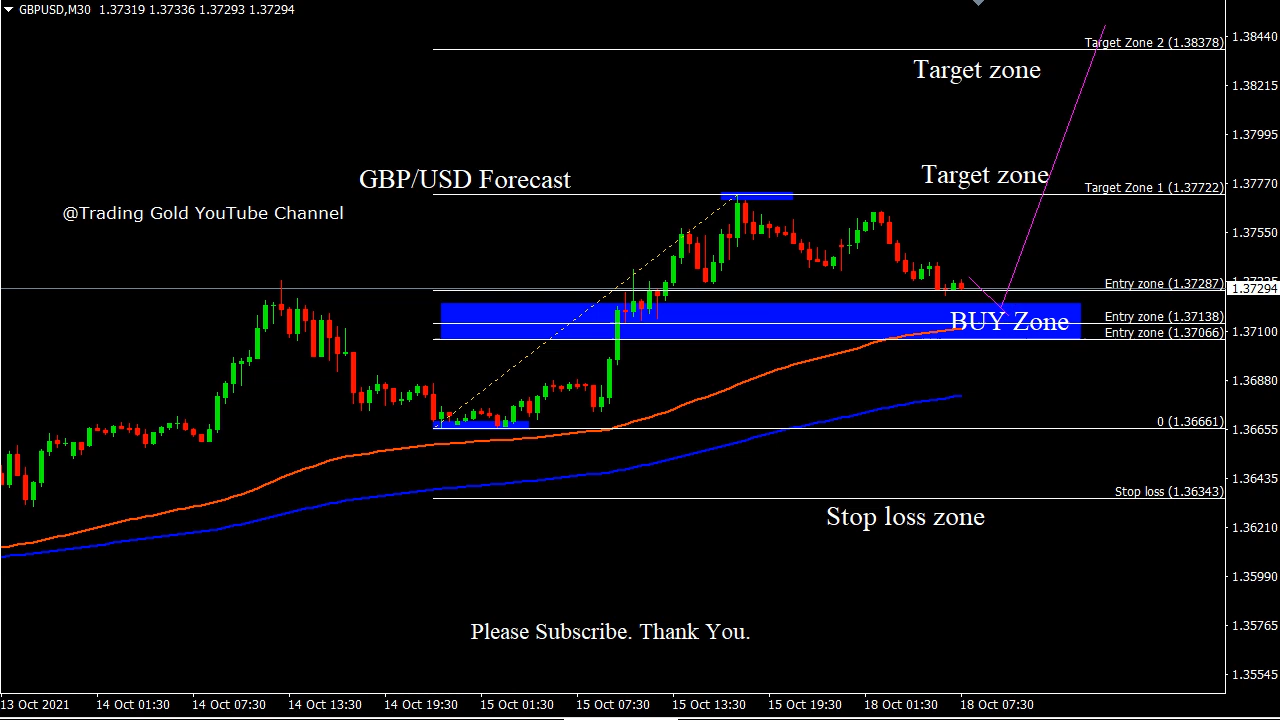 GBPUSD,M30 1.37319 1.37336 1.37293 1.37294
1.38440
Target Zone 2 (1.38378)
Target zone
1.38215
1.37995
GBP/USD Forecast
Target zone
1.37770
Target Zone 1 (1.37722)
@Trading Gold YouTube Channel
1.37550
Entry zone (1.37287)
1.37294
BUY Zone
Entry zone (1.37138)
Entry zone (1.37066)
1.37100
1.36880
0 (1.36661)
1.36655
1.36435
Stop loss (1.36343)
Stop loss zone
1.36210
1.35990
Please Subscribe. Thank You.
1.35765
1.35545
13 Oct 2021 14 Oct 01:30 14 Oct 07:30 14 Oct 13:30 14 Oct 19:30 15 Oct 01:30 15 Oct 07:30 15 Oct 13:30 15 Oct 19:30 18 Oct 01:30 18 Oct 07:30